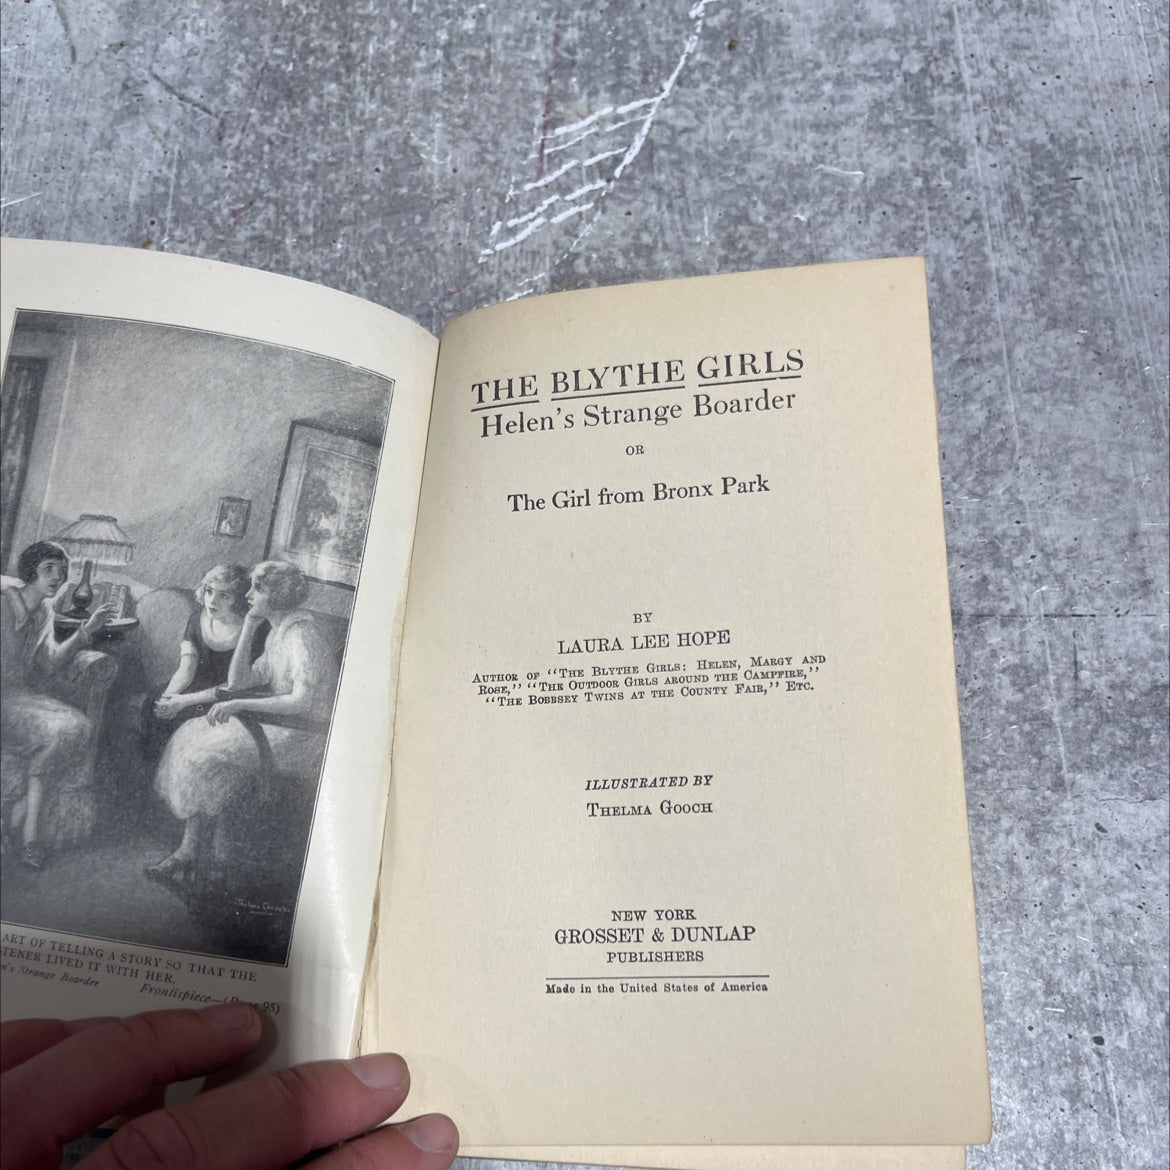 ART OF TELLING A STORY SO THAT THE
LIVED IT WITH HER.
Strange Boarder
Frontispiece—(Page 95)
THE BLYTHE GIRLS
Helen's Strange Boarder
OR
The Girl from Bronx Park
BY
LAURA LEE HOPE
AUTHOR OF "THE BLYTHE GIRLS: HELEN, MARGY AND
ROSE," "THE OUTDOOR GIRLS AROUND THE CAMPFIRE,"
"THE BOBBSEY TWINS AT THE COUNTY FAIR," ETC.
ILLUSTRATED BY
THELMA GOOCH
NEW YORK
GROSSET & DUNLAP
PUBLISHERS
Made in the United States of America